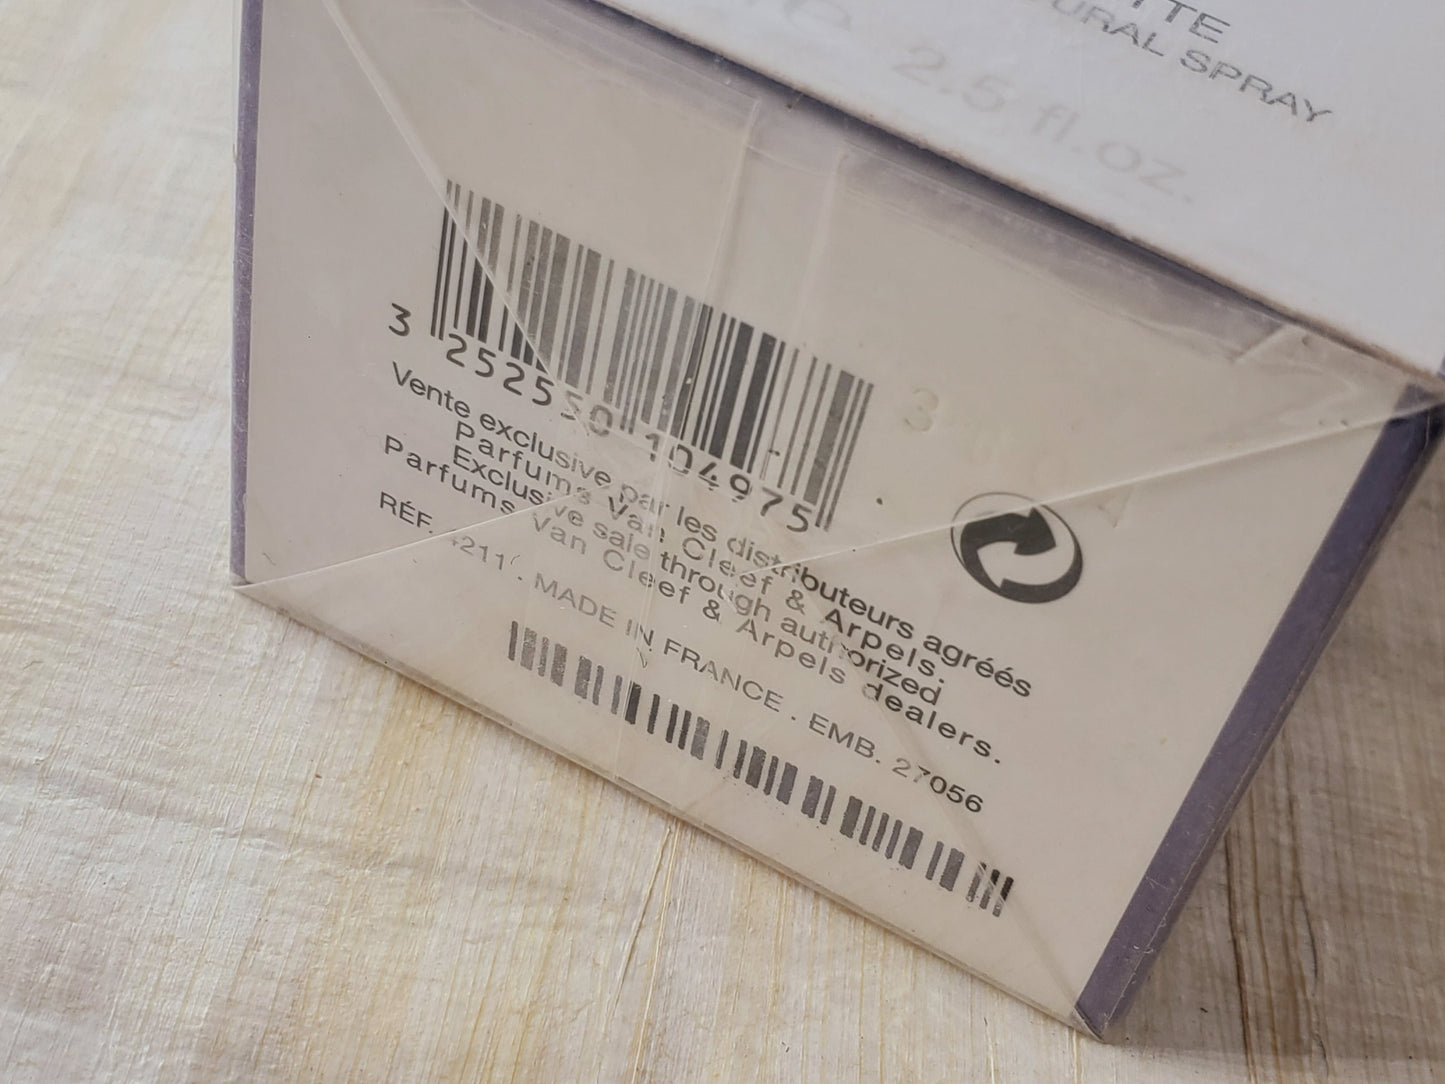 TTE
URAL SPRAY
2.5 fl.oz.
3 252550 104975
Vente exclusive par les distributeurs agréés
Parfums Van Cleef & Arpels.
Exclusive sale through authorized
Parfums Van Cleef & Arpels dealers.
RÉF. . MADE IN FRANCE . EMB. 27056